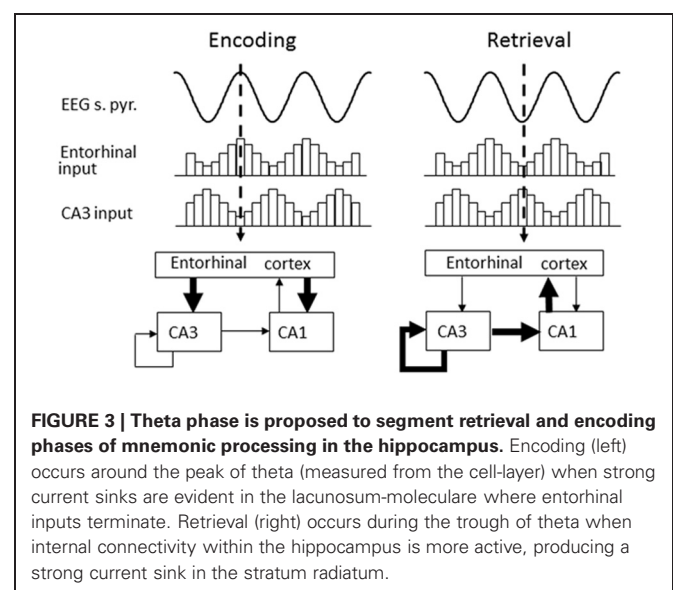 Encoding
Retrieval
EEG s. pyr.
Entorhinal
input
CA3 input
Entorhinal cortex
CA3
CA1
Entorhinal cortex
CA3
CA1
FIGURE 3 | Theta phase is proposed to segment retrieval and encoding
phases of mnemonic processing in the hippocampus. Encoding (left)
occurs around the peak of theta (measured from the cell-layer) when strong
current sinks are evident in the lacunosum-moleculare where entorhinal
inputs terminate. Retrieval (right) occurs during the trough of theta when
internal connectivity within the hippocampus is more active, producing a
strong current sink in the stratum radiatum.